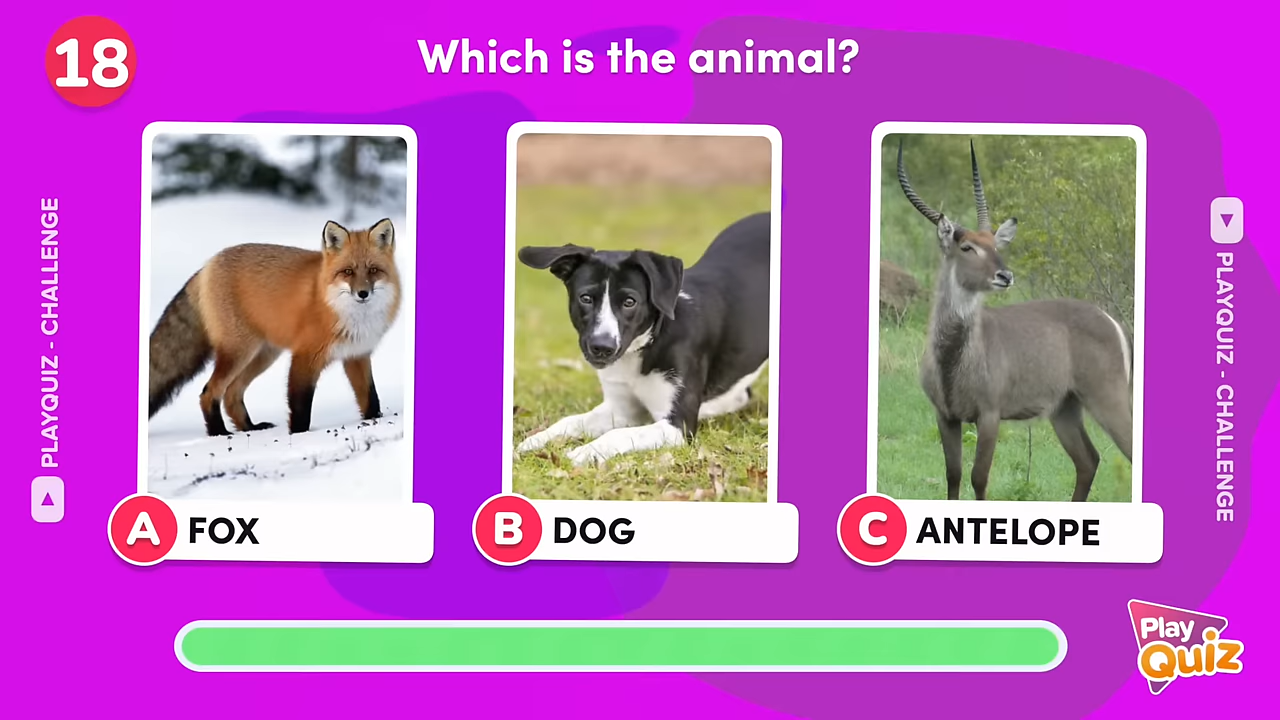 18
Which is the animal?
PLAYQUIZ - CHALLENGE
PLAYQUIZ - CHALLENGE
A FOX
B DOG
C ANTELOPE
Play
Quiz